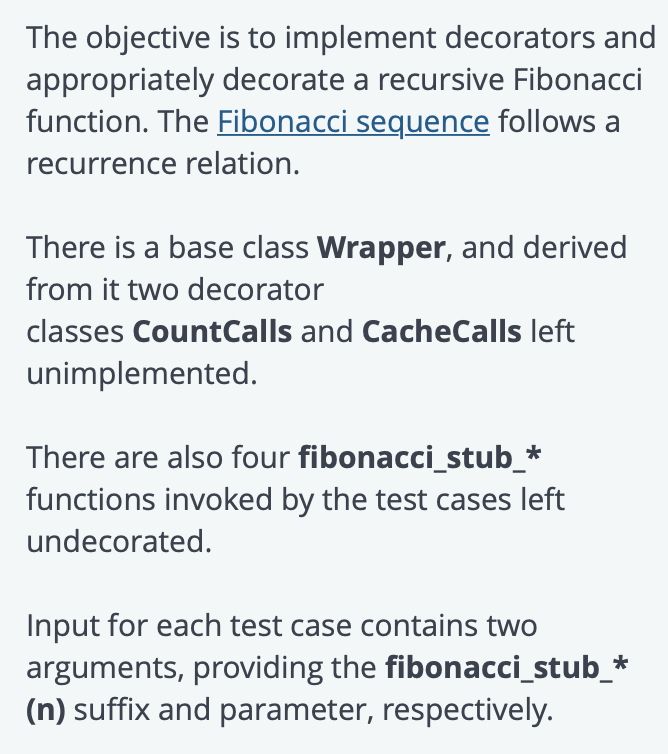 The objective is to implement decorators and
appropriately decorate a recursive Fibonacci
function. The Fibonacci sequence follows a
recurrence relation.
There is a base class Wrapper, and derived
from it two decorator
classes CountCalls and CacheCalls left
unimplemented.
There are also four fibonacci_stub_*
functions invoked by the test cases left
undecorated.
Input for each test case contains two
arguments, providing the fibonacci_stub_*
(n) suffix and parameter, respectively.